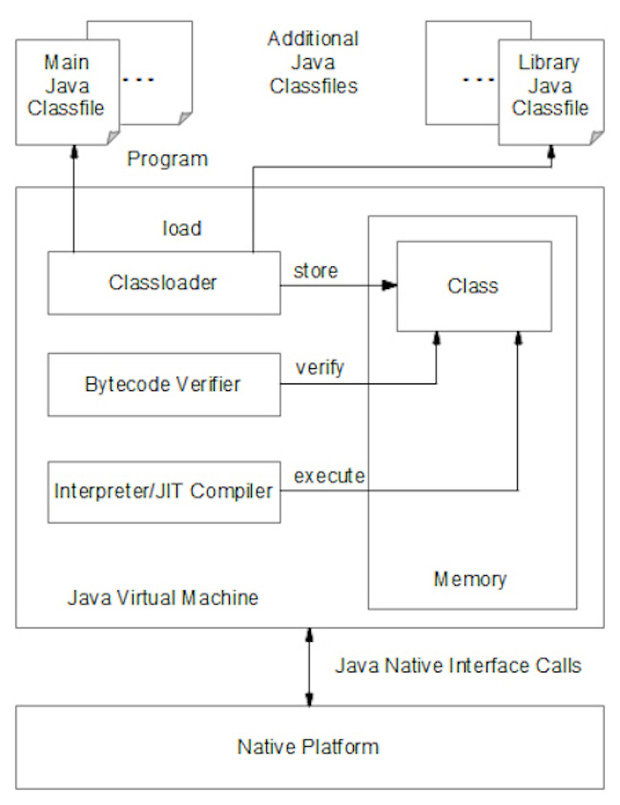 Main
Java
Classfile
...
Additional
Java
Classfiles
...
Library
Java
Classfile
Program
load
Classloader
store
Class
Bytecode Verifier
verify
Interpreter/JIT Compiler
execute
Memory
Java Virtual Machine
Java Native Interface Calls
Native Platform